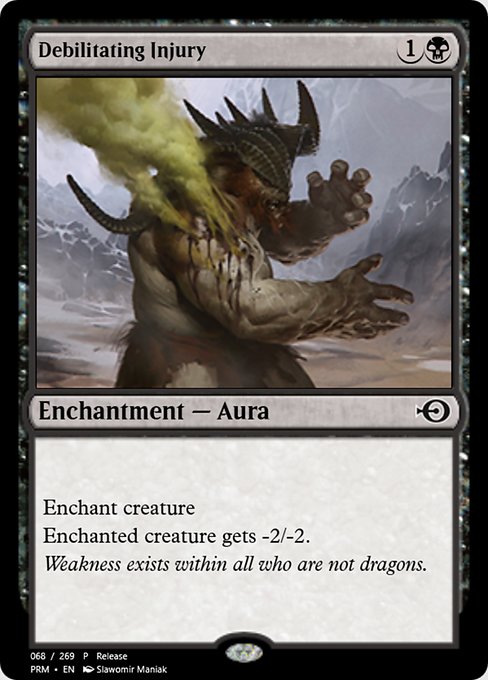 Debilitating Injury 1
Enchantment — Aura
Enchant creature
Enchanted creature gets -2/-2.
Weakness exists within all who are not dragons.
068 / 269 P Release
PRM • EN Slawomir Maniak